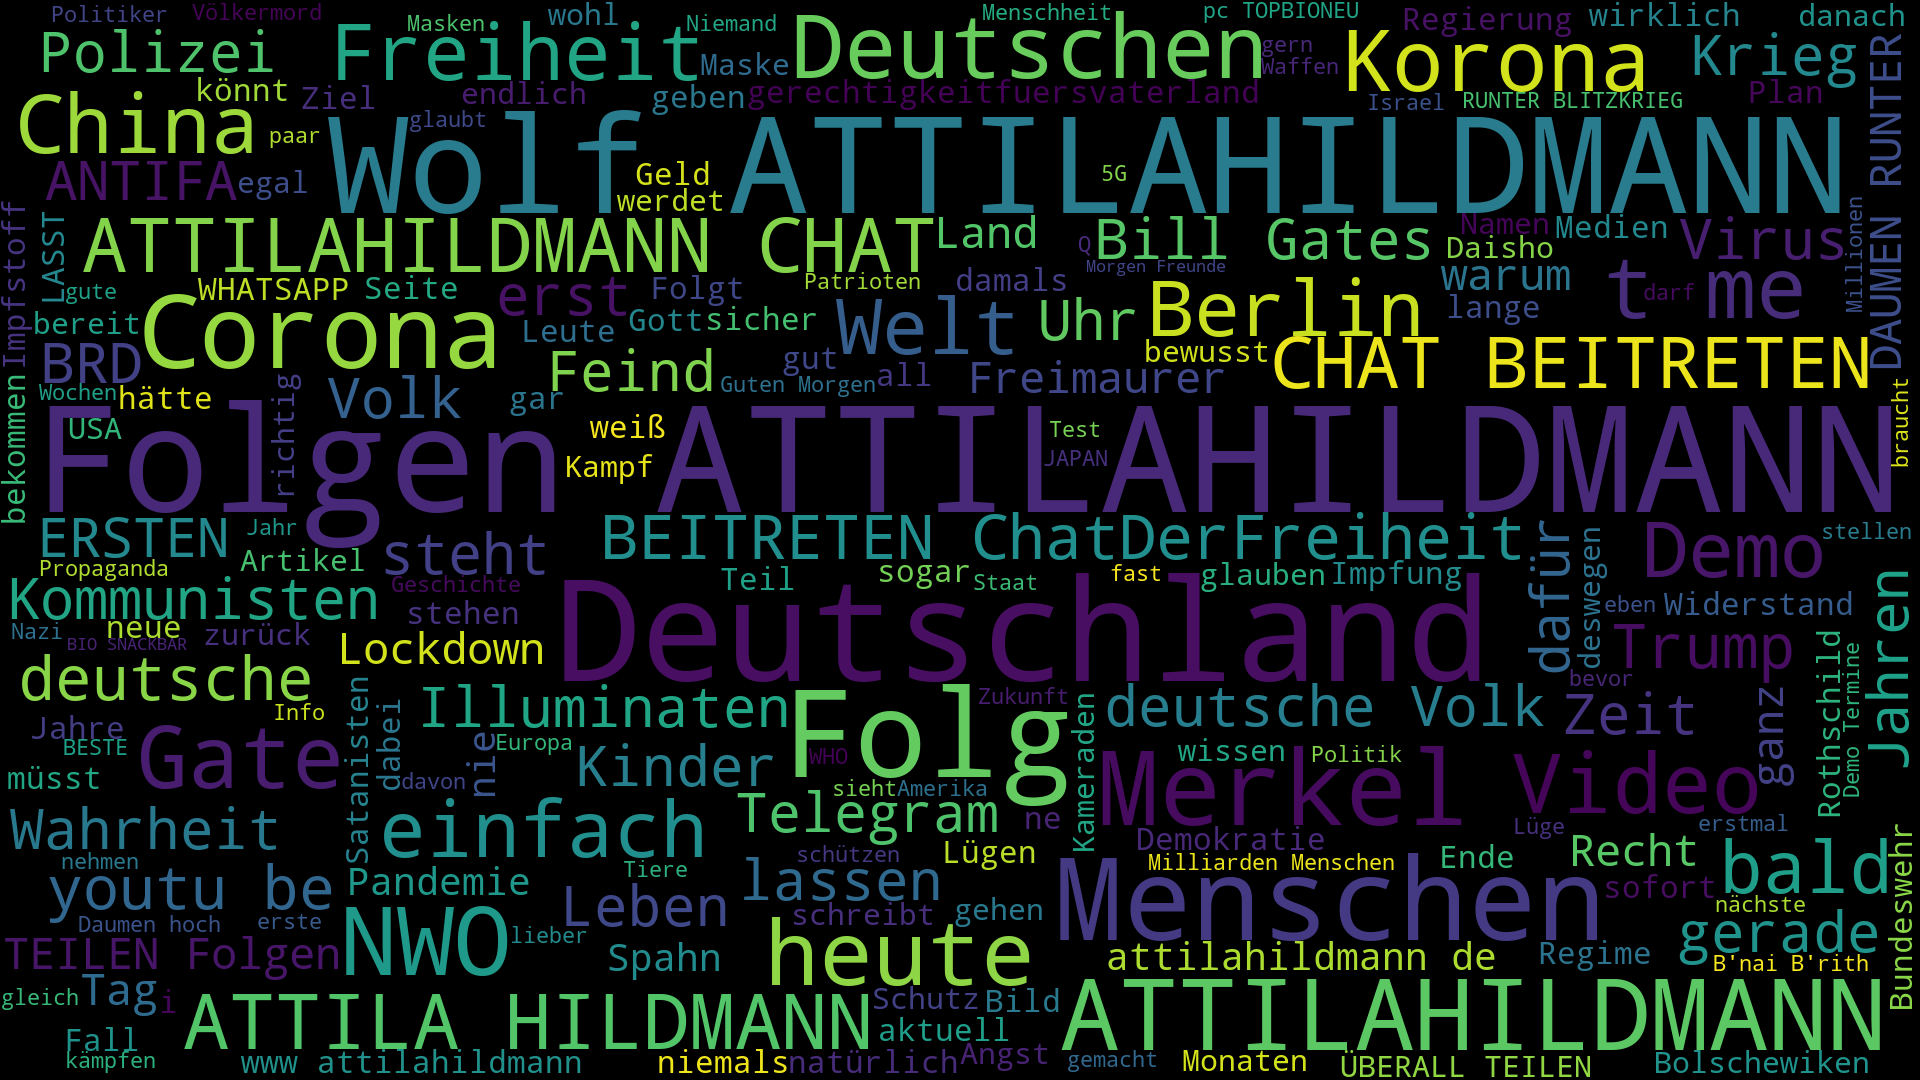 Politiker Völkermord Masken wohl Niemand Menschheit pc TOPBIONEU Regierung wirklich danach
Polizei Freiheit Maske Deutschen gern Waffen Korona Krieg
China könnt Ziel endlich geben gerechtigkeitfuersvaterland Israel RUNTER BLITZKRIEG Plan
paar glaubt Wolf ATTILAHILDMANN DAUMEN RUNTER
ANTIFA egal Geld werdet 5G
Impfstoff LASST ATTILAHILDMANN CHAT Land Q Bill Gates Namen Daisho Medien Virus Millionen
gute WHATSAPP Seite erst Folgt Patrioten damals Morgen Freunde warum t me darf
bereit Corona Leute Gott sicher Welt Uhr Berlin lange
BRD Feind gut bewusst CHAT BEITRETEN
Wochen hätte richtig Volk gar Guten Morgen all Freimaurer braucht
bekommen USA Folgen weiß Kampf ATTILAHILDMANN Test JAPAN
ERSTEN Jahr steht BEITRETEN ChatDerFreiheit dafür deswegen Demo stellen
Propaganda Artikel Geschichte Teil sogar Staat fast glauben Impfung
Kommunisten stehen Deutschland eben Widerstand Jahren
Nazi neue BIO SNACKBAR zurück Lockdown Trump Rothschild Demo Termine
deutsche Satanisten dabei Illuminaten Folg Zukunft Kameraden deutsche Volk bevor Zeit ganz
Jahre Info BESTE Gate nie Europa Kinder WHO wissen Politik
müsst davon sieht Amerika Merkel Video
Wahrheit einfach Telegram ne Demokratie Lüge erstmal
nehmen schützen Lügen Milliarden Menschen Ende Recht Bundeswehr
youtu be Pandemie Tiere Leben lassen Menschen sofort bald
Daumen hoch erste schreibt gehen nächste
TEILEN Folgen NWO lieber Spahn heute attilahildmann de Regime gerade
gleich Tag i Schutz Bild B'nai B'rith
Fall ATTILA HILDMANN aktuell ATTILAHILDMANN
kämpfen www attilahildmann niemals natürlich Angst gemacht Monaten ÜBERALL TEILEN Bolschewiken